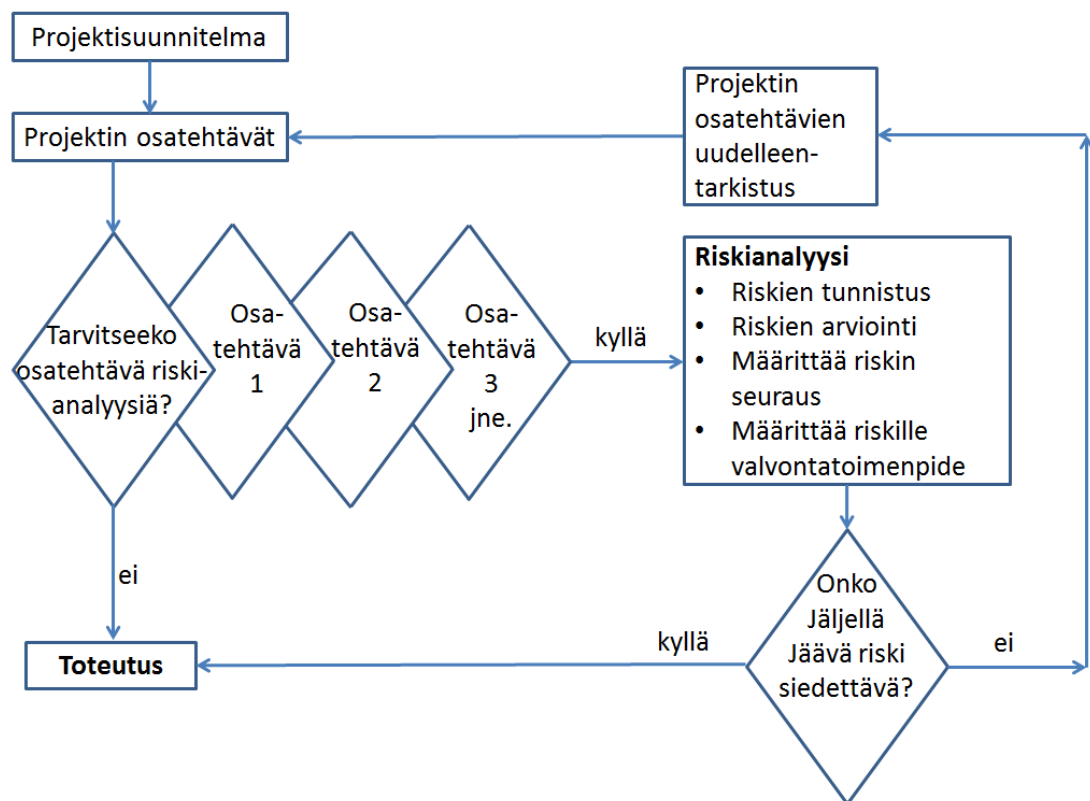 Projektisuunnitelma
Projektin osatehtävät
Projektin
osatehtävien
uudelleen-
tarkistus
Tarvitseeko
osatehtävä riski-
analyysiä?
Osa-
tehtävä
1
Osa-
tehtävä
2
Osa-
tehtävä
3
jne.
kyllä
Riskianalyysi
• Riskien tunnistus
• Riskien arviointi
• Määrittää riskin
seuraus
• Määrittää riskille
valvontatoimenpide
ei
Onko
Jäljellä
Jäävä riski
siedettävä?
kyllä
ei
Toteutus